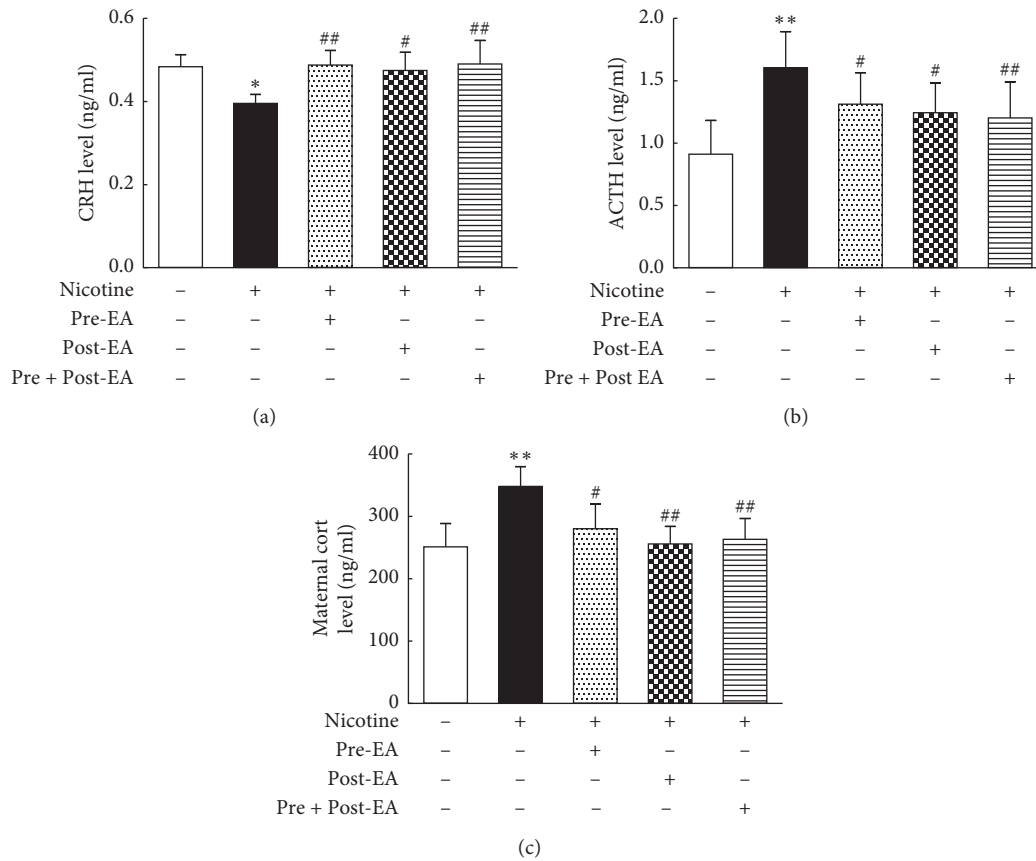 0.6
##
#
##
*
0.4
0.2
0.0
CRH level (ng/ml)
Nicotine – + + + +
Pre-EA – – + – –
Post-EA – – – + –
Pre + Post-EA – – – – +
(a)
2.0
**
#
#
##
1.5
1.0
0.5
0.0
ACTH level (ng/ml)
Nicotine – + + + +
Pre-EA – – + – –
Post-EA – – – + –
Pre + Post EA – – – – +
(b)
400
**
#
##
##
300
200
100
0
Maternal cort
level (ng/ml)
Nicotine – + + + +
Pre-EA – – + – –
Post-EA – – – + –
Pre + Post-EA – – – – +
(c)